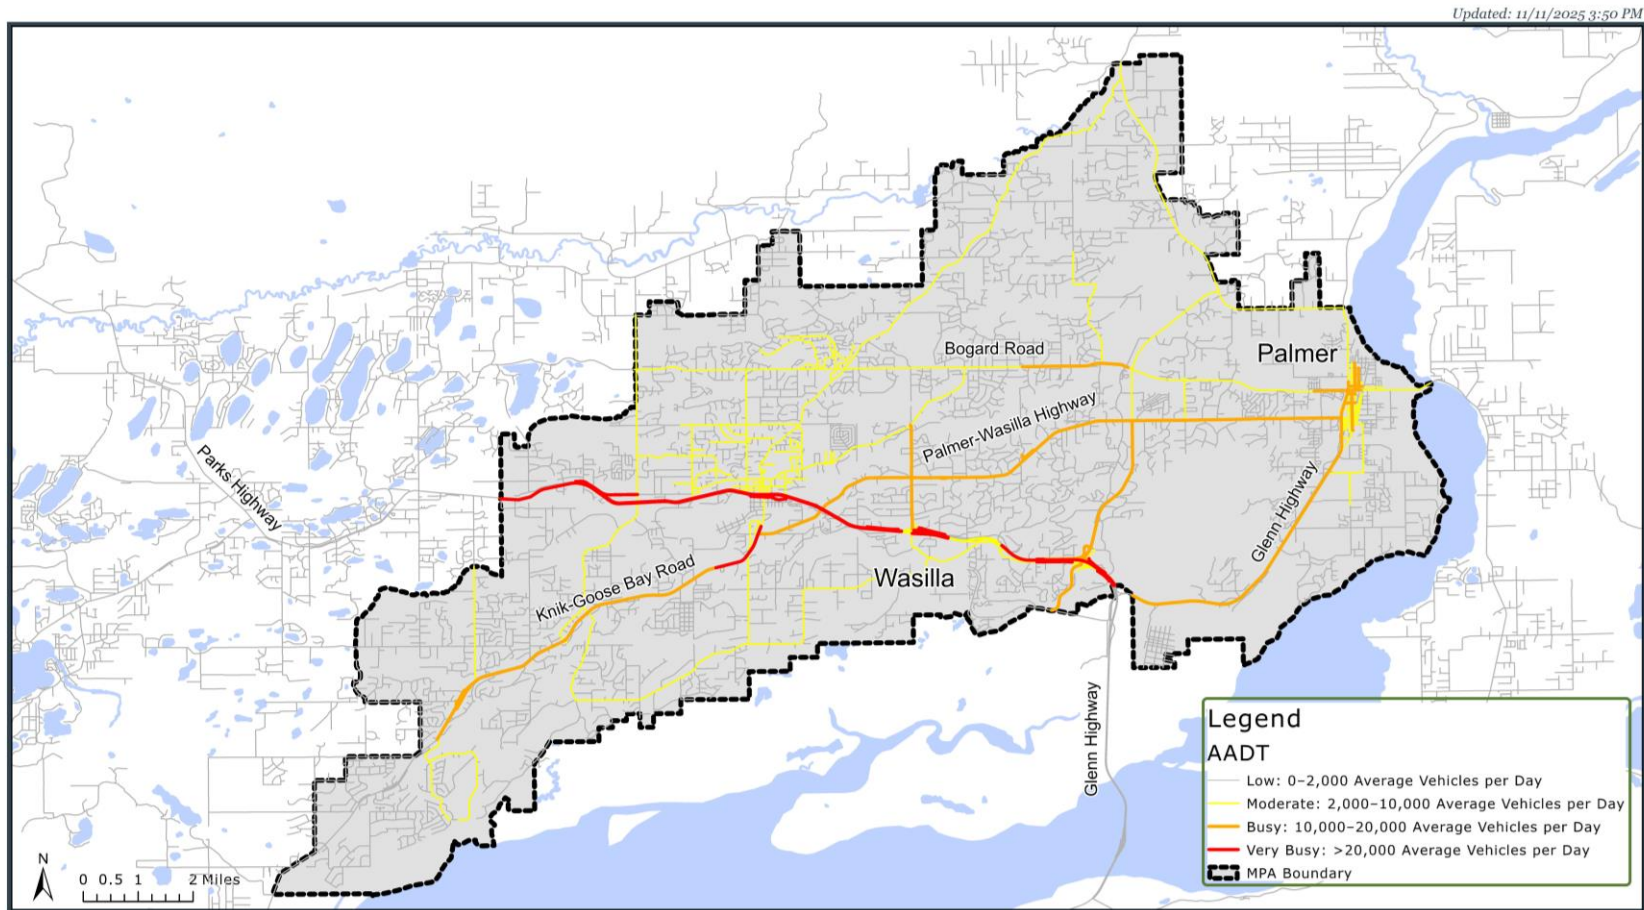 Updated: 11/11/2025 3:50 PM
Bogard Road
Palmer
Palmer-Wasilla Highway
Parks Highway
Glenn Highway
Wasilla
Knik-Goose Bay Road
Glenn Highway
Legend
AADT
Low: 0–2,000 Average Vehicles per Day
Moderate: 2,000–10,000 Average Vehicles per Day
Busy: 10,000–20,000 Average Vehicles per Day
Very Busy: >20,000 Average Vehicles per Day
MPA Boundary
N
0 0.5 1 2 Miles